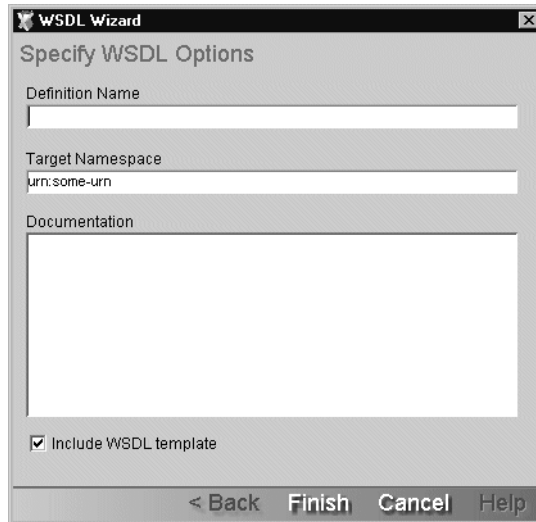 WSDL Wizard
Specify WSDL Options
Definition Name
Target Namespace
urn:some-urn
Documentation
Include WSDL template
< Back Finish Cancel Help